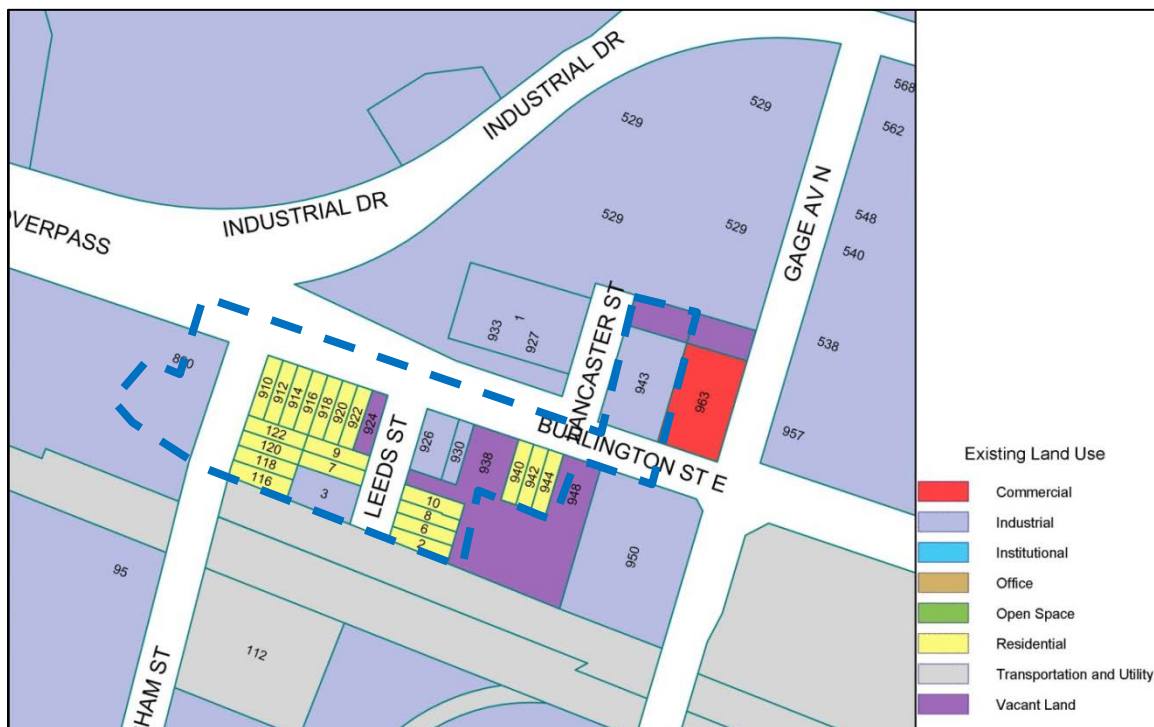 INDUSTRIAL DR
568
529
562
529
INDUSTRIAL DR
GAGE AV N
OVERPASS
529
529
548
540
LANCASTER ST
933
1
927
538
943
963
910
912
914
916
918
920
922
924
957
BURLINGTON ST E
LEEDS ST
926
930
938
940
942
944
948
950
122
9
120
7
118
116
3
10
8
6
2
95
112
HAM ST
Existing Land Use
Commercial
Industrial
Institutional
Office
Open Space
Residential
Transportation and Utility
Vacant Land